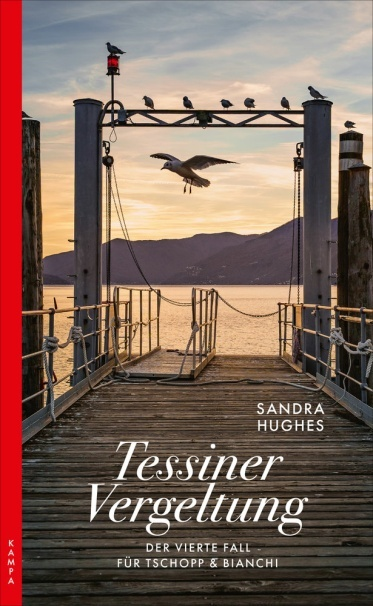 SANDRA
HUGHES
Tessiner
Vergeltung
DER VIERTE FALL
FÜR TSCHOPP & BIANCHI
KAMPA